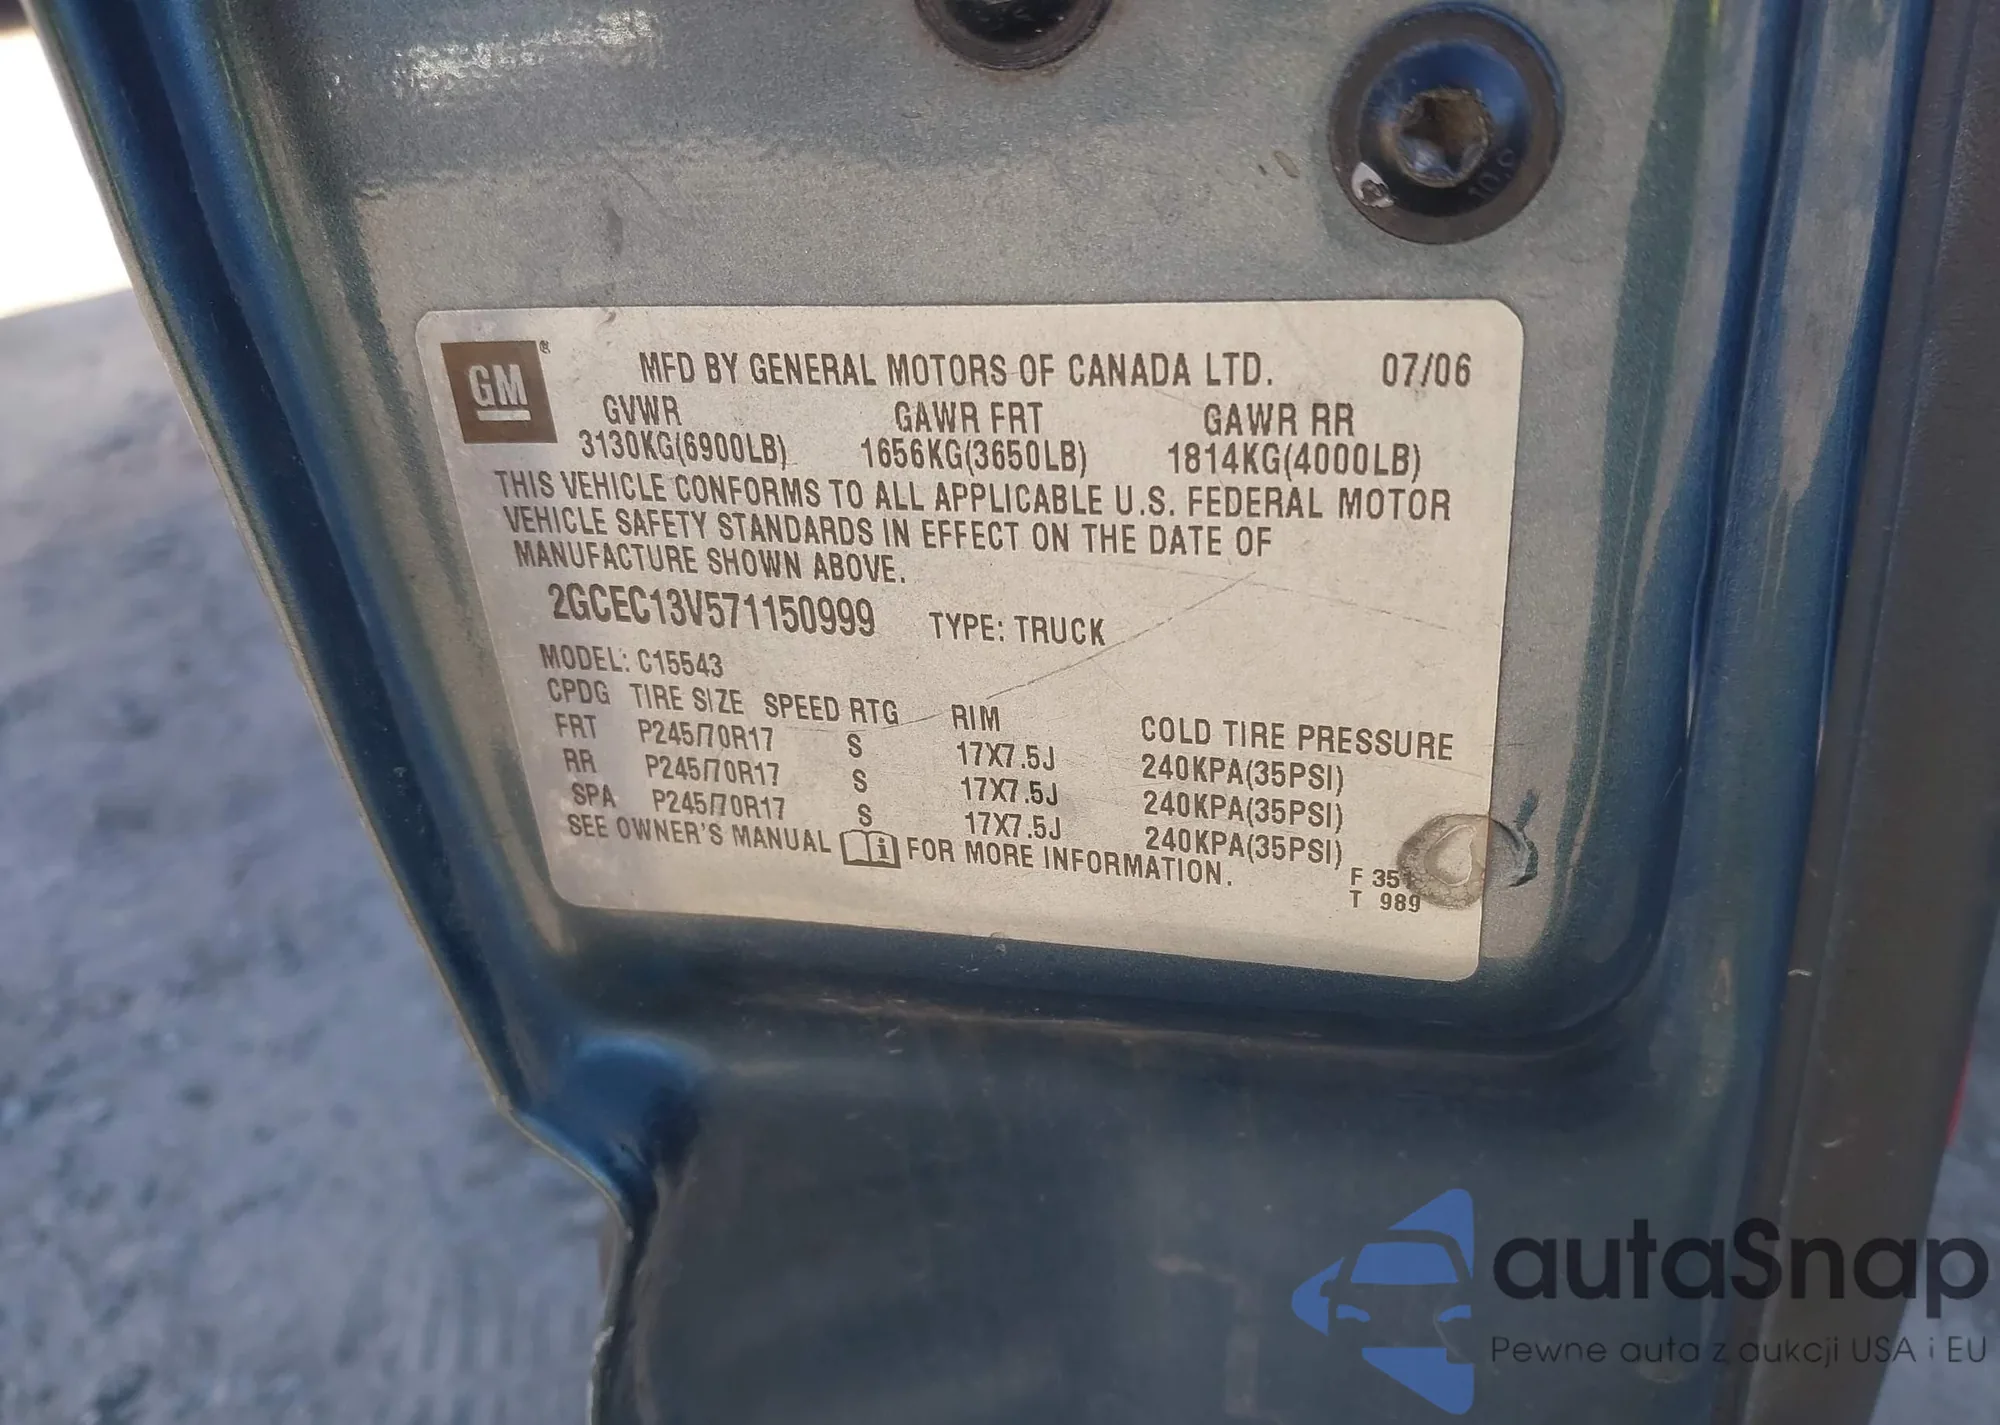 10.9
GM ®
MFD BY GENERAL MOTORS OF CANADA LTD. 07/06
GVWR GAWR FRT GAWR RR
3130KG(6900LB) 1656KG(3650LB) 1814KG(4000LB)
THIS VEHICLE CONFORMS TO ALL APPLICABLE U.S. FEDERAL MOTOR
VEHICLE SAFETY STANDARDS IN EFFECT ON THE DATE OF
MANUFACTURE SHOWN ABOVE.
2GCEC13V571150999 TYPE: TRUCK
MODEL: C15543
CPDG TIRE SIZE SPEED RTG RIM COLD TIRE PRESSURE
FRT P245/70R17 S 17X7.5J 240KPA(35PSI)
RR P245/70R17 S 17X7.5J 240KPA(35PSI)
SPA P245/70R17 S 17X7.5J 240KPA(35PSI)
SEE OWNER'S MANUAL i FOR MORE INFORMATION.
F
T 989
autaSnap
Pewne auta z aukcji USA i EU